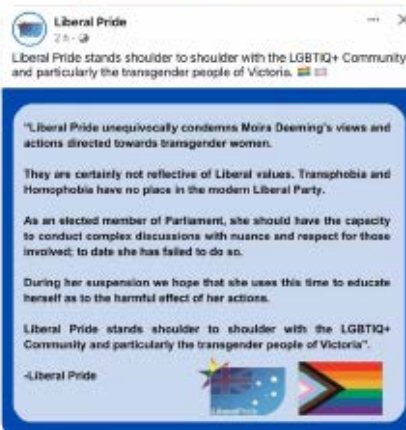 Liberal Pride
2 h
Liberal Pride stands shoulder to shoulder with the LGBTIQ+ Community
and particularly the transgender people of Victoria.
"Liberal Pride unequivocally condemns Moira Deeming's views and
actions directed towards transgender women.
They are certainly not reflective of Liberal values. Transphobia and
Homophobia have no place in the modern Liberal Party.
As an elected member of Parliament, she should have the capacity
to conduct complex discussions with nuance and respect for those
involved; to date she has failed to do so.
During her suspension we hope that she uses this time to educate
herself as to the harmful effect of her actions.
Liberal Pride stands shoulder to shoulder with the LGBTIQ+
Community and particularly the transgender people of Victoria".
-Liberal Pride
LiberalPride